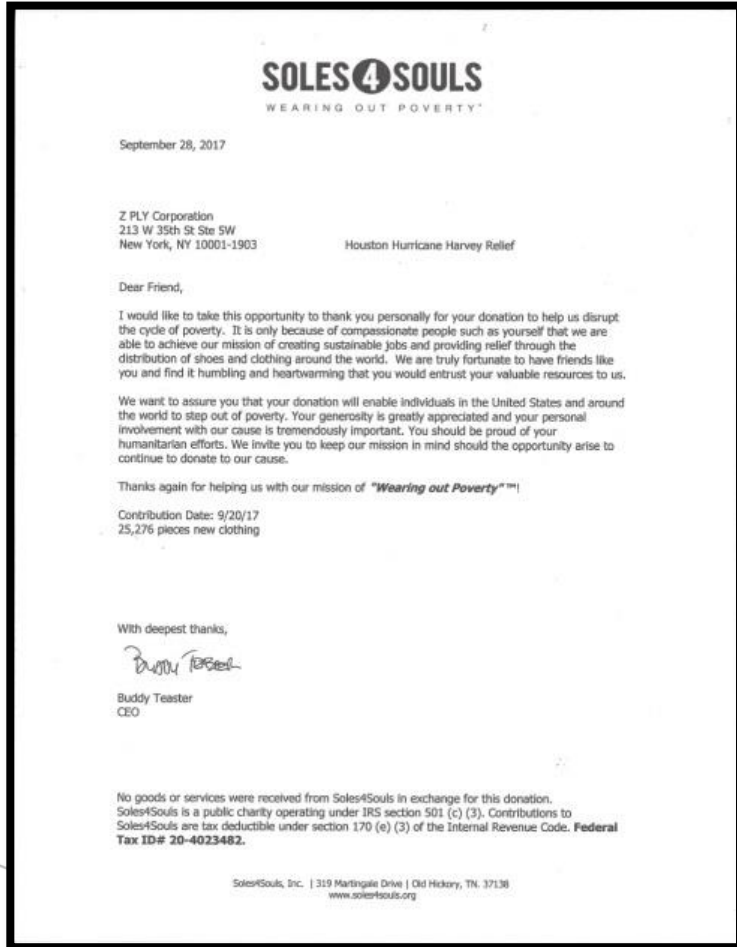 SOLES4SOULS
WEARING OUT POVERTY
September 28, 2017
Z PLY Corporation
213 W 35th St Ste 5W
New York, NY 10001-1903 Houston Hurricane Harvey Relief
Dear Friend,
I would like to take this opportunity to thank you personally for your donation to help us disrupt
the cycle of poverty. It is only because of compassionate people such as yourself that we are
able to achieve our mission of creating sustainable jobs and providing relief through the
distribution of shoes and clothing around the world. We are truly fortunate to have friends like
you and find it humbling and heartwarming that you would entrust your valuable resources to us.
We want to assure you that your donation will enable individuals in the United States and around
the world to step out of poverty. Your generosity is greatly appreciated and your personal
involvement with our cause is tremendously important. You should be proud of your
humanitarian efforts. We invite you to keep our mission in mind should the opportunity arise to
continue to donate to our cause.
Thanks again for helping us with our mission of "Wearing out Poverty"™!
Contribution Date: 9/20/17
25,276 pieces new clothing
With deepest thanks,
Buddy Teaster
Buddy Teaster
CEO
No goods or services were received from Soles4Souls in exchange for this donation.
Soles4Souls is a public charity operating under IRS section 501 (c) (3). Contributions to
Soles4Souls are tax deductible under section 170 (e) (3) of the Internal Revenue Code. Federal
Tax ID# 20-4023482.
Soles4Souls, Inc. | 319 Martingale Drive | Old Hickory, TN. 37138
www.soles4souls.org